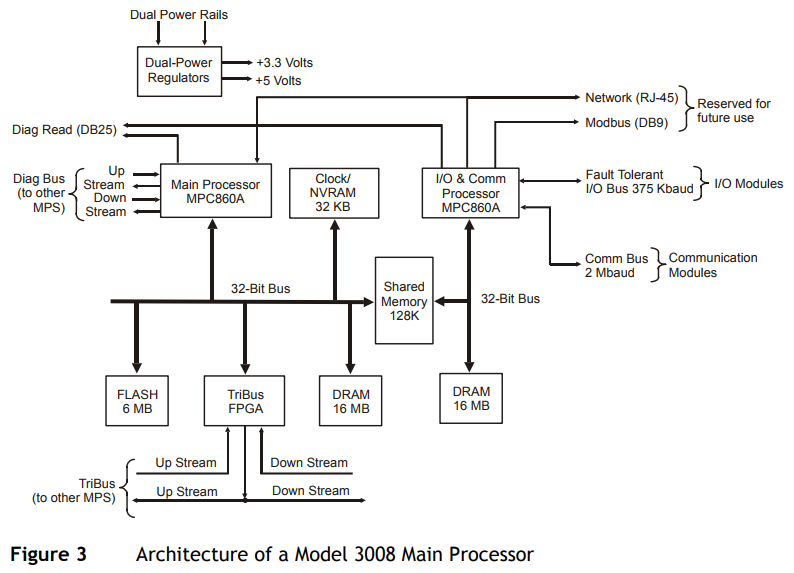 Dual Power Rails
Dual-Power
Regulators
+3.3 Volts
+5 Volts
Network (RJ-45)
Modbus (DB9)
Reserved for
future use
Diag Read (DB25)
Diag Bus
(to other
MPS)
Up
Stream
Down
Stream
Main Processor
MPC860A
Clock/
NVRAM
32 KB
I/O & Comm
Processor
MPC860A
Fault Tolerant
I/O Bus 375 Kbaud
I/O Modules
Comm Bus
2 Mbaud
Communication
Modules
32-Bit Bus
Shared
Memory
128K
32-Bit Bus
FLASH
6 MB
TriBus
FPGA
DRAM
16 MB
DRAM
16 MB
Up Stream
Down Stream
TriBus
(to other MPS)
Up Stream
Down Stream
Figure 3 Architecture of a Model 3008 Main Processor